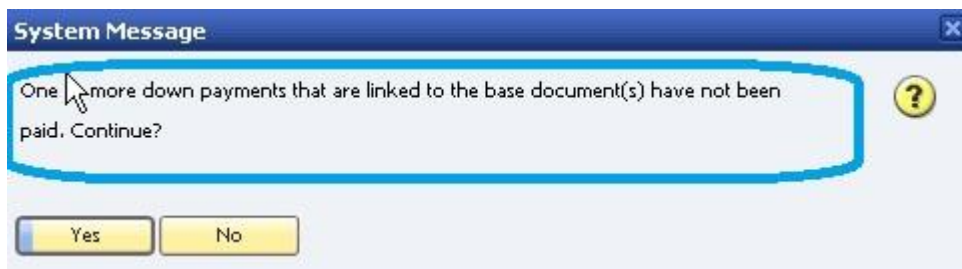 System Message
One more down payments that are linked to the base document(s) have not been
paid. Continue?
Yes No